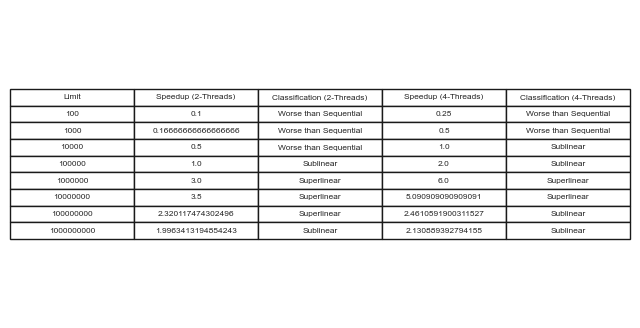 Limit Speedup (2-Threads) Classification (2-Threads) Speedup (4-Threads) Classification (4-Threads)
100 0.1 Worse than Sequential 0.25 Worse than Sequential
1000 0.16666666666666666 Worse than Sequential 0.5 Worse than Sequential
10000 0.5 Worse than Sequential 1.0 Sublinear
100000 1.0 Sublinear 2.0 Sublinear
1000000 3.0 Superlinear 6.0 Superlinear
10000000 3.5 Superlinear 5.090909090909091 Superlinear
100000000 2.320117474302496 Superlinear 2.4610591900311527 Sublinear
1000000000 1.9963413194854243 Sublinear 2.130889392794155 Sublinear